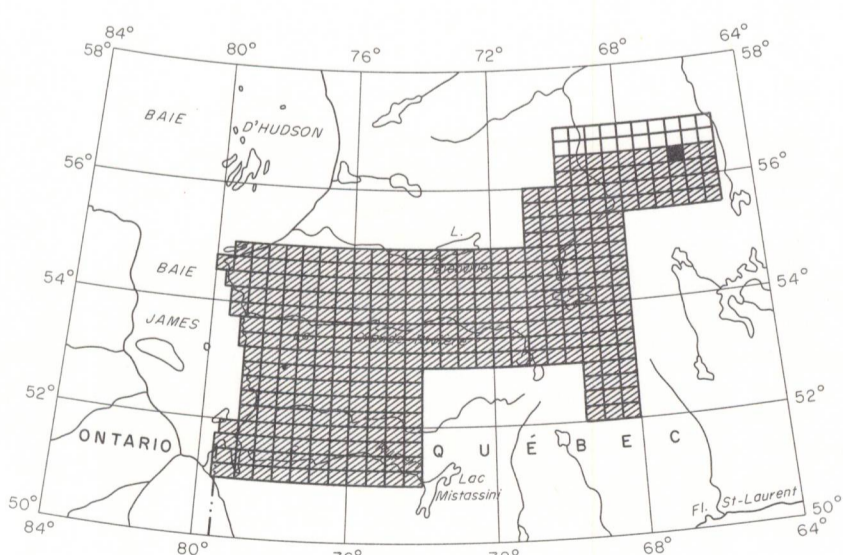 84°
80°
76°
72°
68°
64°
58°
58°
BAIE
D'HUDSON
56°
56°
L.
BAIE
54°
54°
JAMES
52°
52°
ONTARIO
QUÉBEC
Lac
Mistassini
Fl. St-Laurent
50°
50°
84°
80°
68°
64°